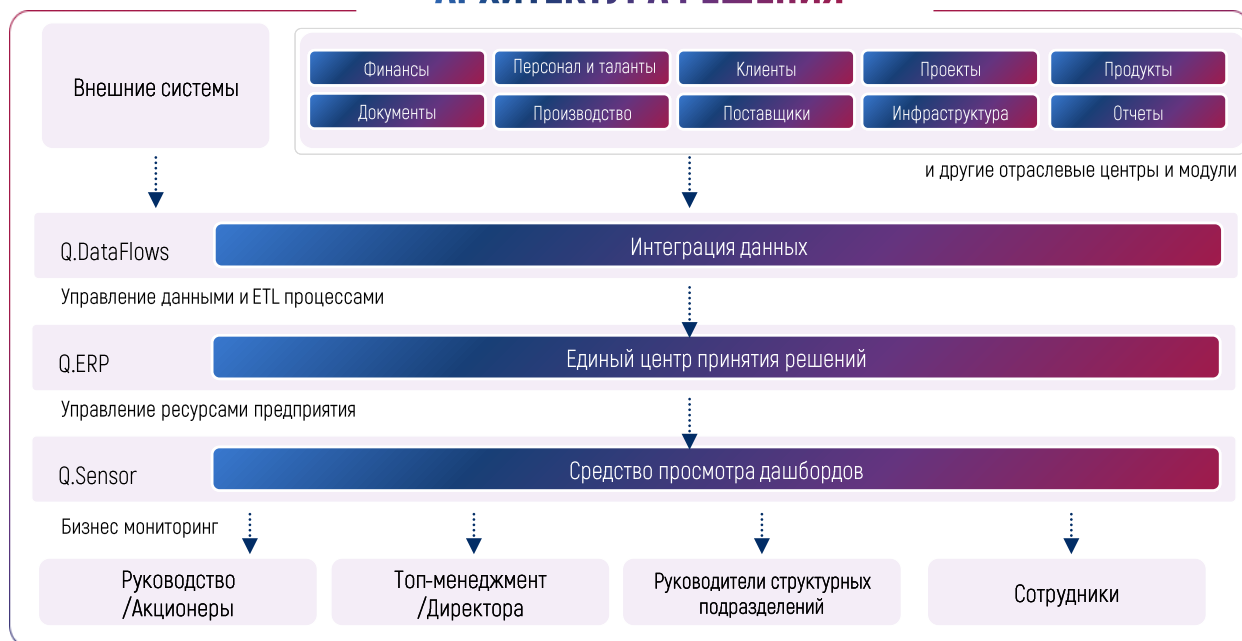 АРХИТЕКТУРА РЕШЕНИЯ
Внешние системы
Финансы
Персонал и таланты
Клиенты
Проекты
Продукты
Документы
Производство
Поставщики
Инфраструктура
Отчеты
и другие отраслевые центры и модули
Q.DataFlows
Интеграция данных
Управление данными и ETL процессами
Q.ERP
Единый центр принятия решений
Управление ресурсами предприятия
Q.Sensor
Средство просмотра дашбордов
Бизнес мониторинг
Руководство
/Акционеры
Топ-менеджмент
/Директора
Руководители структурных
подразделений
Сотрудники